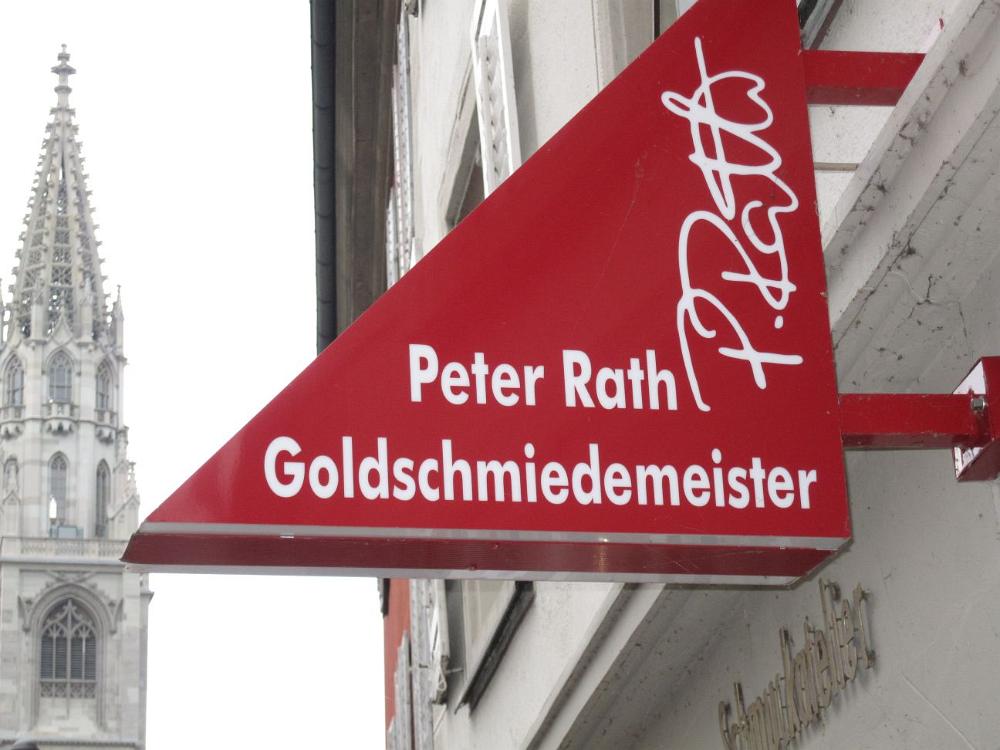 P. Rath
Peter Rath
Goldschmiedemeister
Schmuckatelier